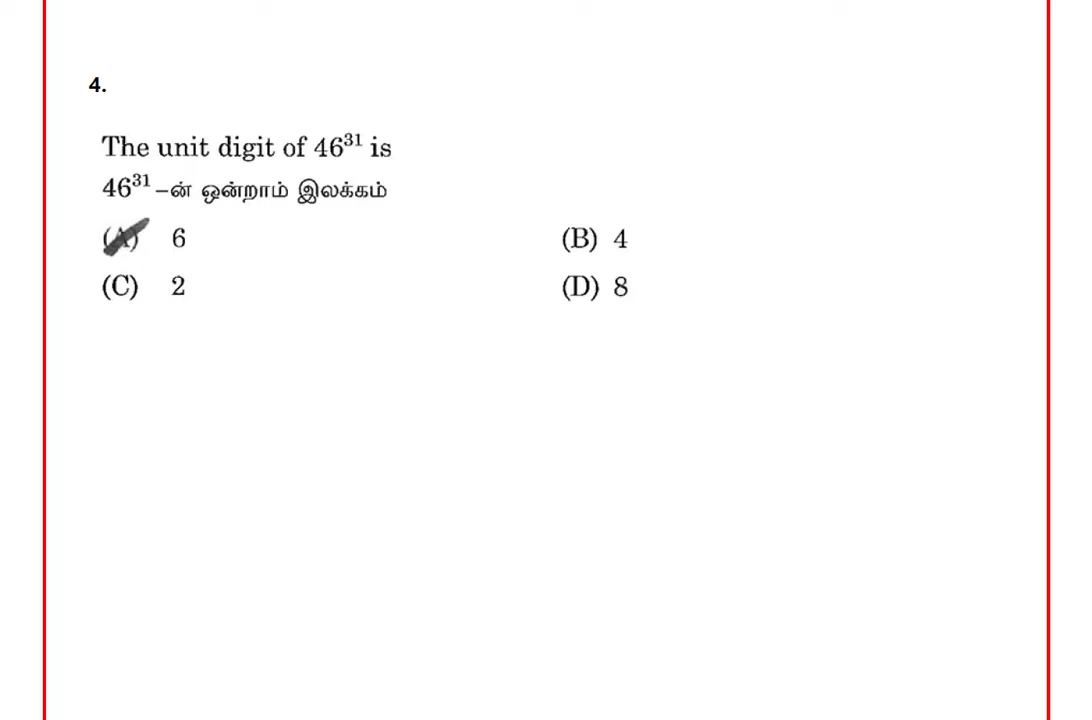 4.
The unit digit of 46³¹ is
46³¹ –ன் ஒன்றாம் இலக்கம்
(A) 6
(B) 4
(C) 2
(D) 8